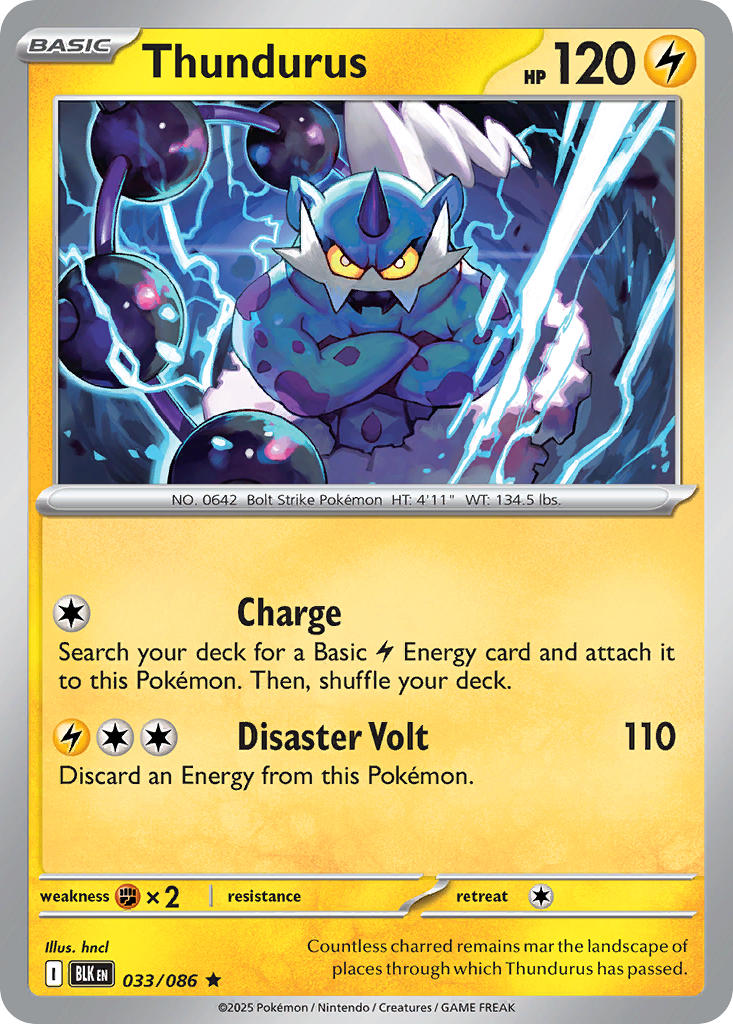 BASIC
Thundurus
HP 120
NO. 0642 Bolt Strike Pokémon HT: 4'11" WT: 134.5 lbs.
Charge
Search your deck for a Basic Energy card and attach it
to this Pokémon. Then, shuffle your deck.
Disaster Volt 110
Discard an Energy from this Pokémon.
weakness ×2 resistance retreat
Illus. hncl
Countless charred remains mar the landscape of
places through which Thundurus has passed.
I BLK EN 033/086 ★
©2025 Pokémon / Nintendo / Creatures / GAME FREAK